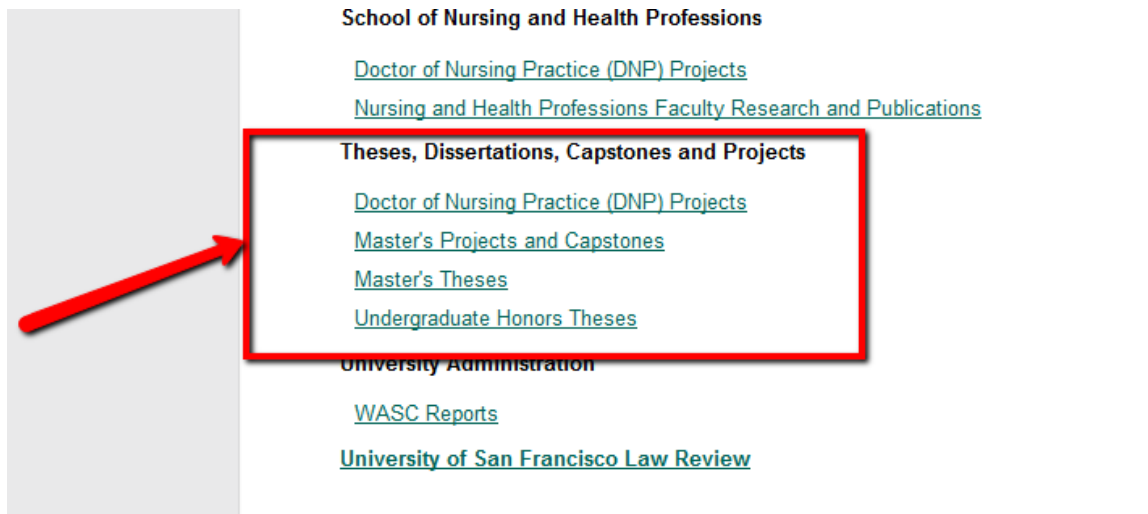 School of Nursing and Health Professions
Doctor of Nursing Practice (DNP) Projects
Nursing and Health Professions Faculty Research and Publications
Theses, Dissertations, Capstones and Projects
Doctor of Nursing Practice (DNP) Projects
Master's Projects and Capstones
Master's Theses
Undergraduate Honors Theses
University Administration
WASC Reports
University of San Francisco Law Review